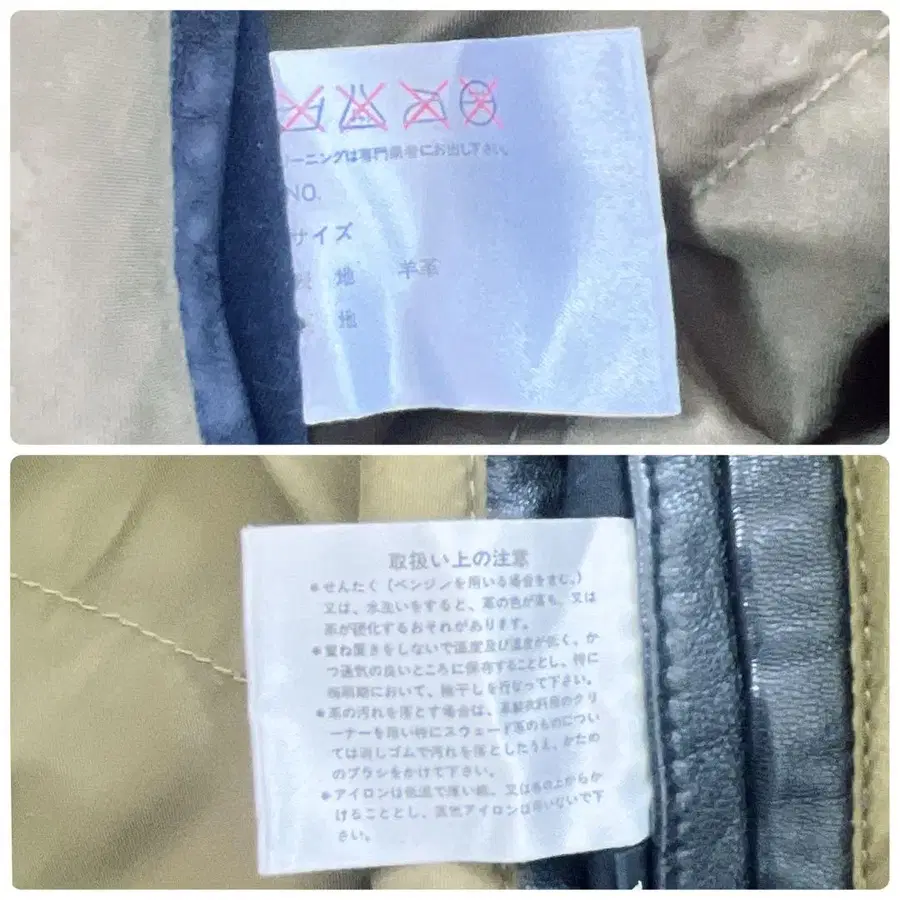 ーニングは専門業者にお出し下さい。
NO.
サイズ
地 羊革
地
取扱い上の注意
*せんたく（ベンジンを用いる場合をきむ。）
又は、水洗いをすると、革の色が落ち、又は
革が硬化するおそれがあります。
*重ね置きをしないで温度及び湿度が低く、か
つ通気の良いところに保存することとし、特に
梅雨期において、陰干しを行なって下さい。
*革の汚れを落とす場合は、革製衣料用のクリ
ーナーを用い特にスウェード革のものについ
ては消しゴムで汚れを落としたうえ、かため
のブラシをかけて下さい。
*アイロンは低温で厚い紙、又は布の上からか
けることとし、蒸気アイロンは用いないで下
さい。